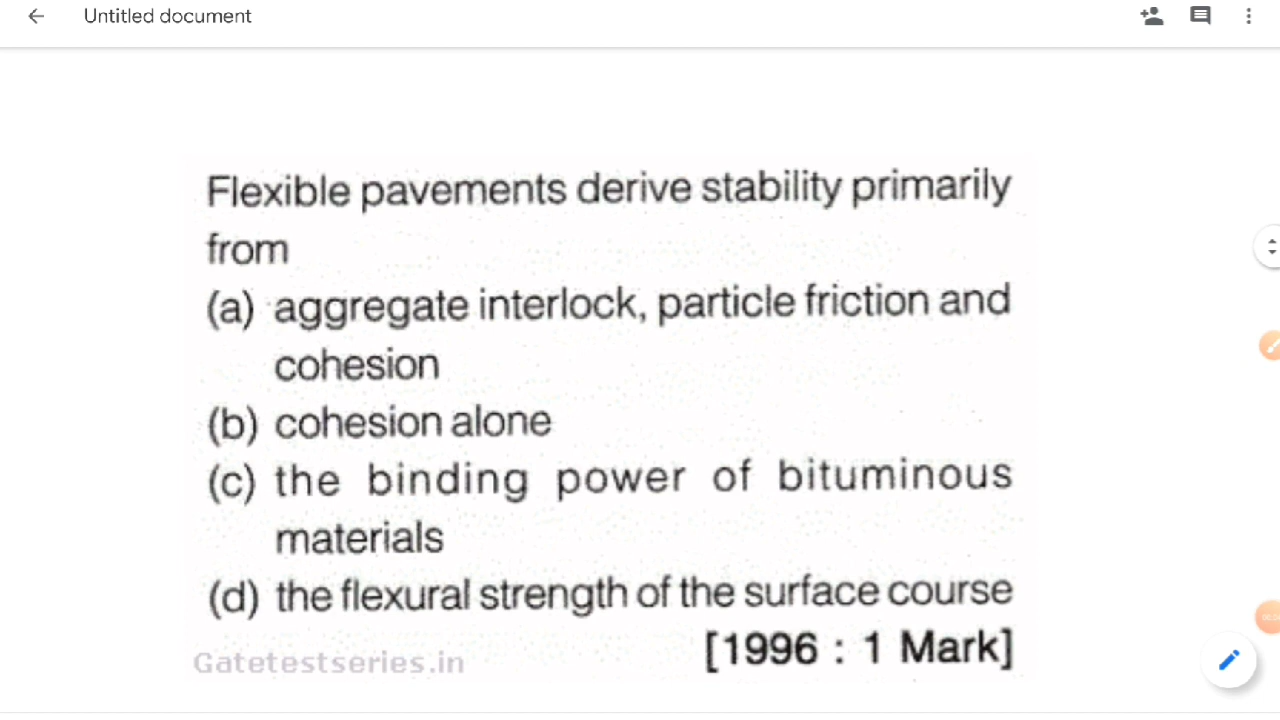 Untitled document
Flexible pavements derive stability primarily
from
(a) aggregate interlock, particle friction and
cohesion
(b) cohesion alone
(c) the binding power of bituminous
materials
(d) the flexural strength of the surface course
[1996 : 1 Mark]
Gatetestseries.in